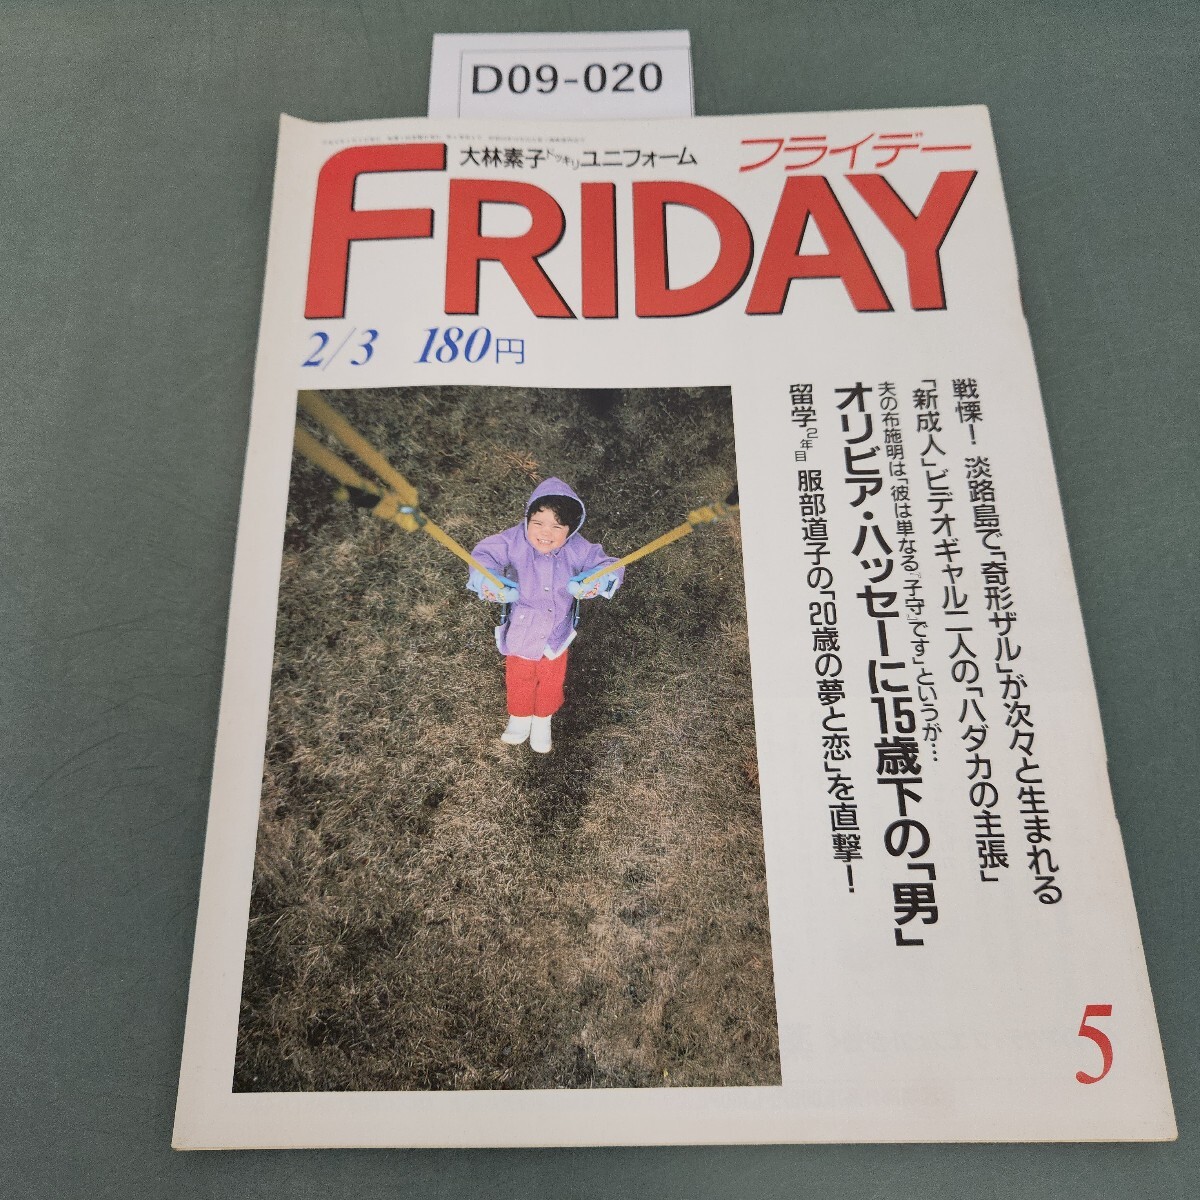 D09-020
大林素子ドッキリユニフォーム
フライデー
FRIDAY
2/3 180円
戦慄！ 淡路島で「奇形ザル」が次々と生まれる
「新成人」ビデオギャル二人の「ハダカの主張」
夫の布施明は「彼は単なる『子守』です」というが…
オリビア・ハッセーに15歳下の「男」
留学2年目 服部道子の「20歳の夢と恋」を直撃！
5